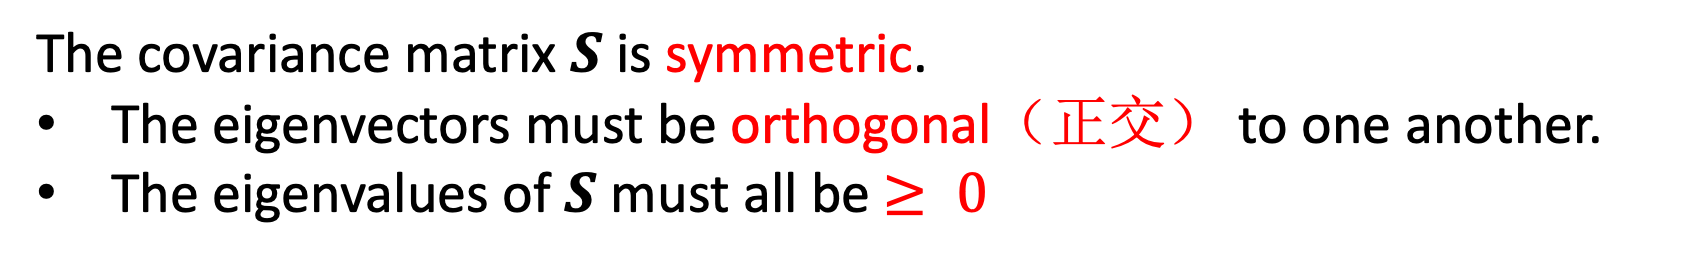 The covariance matrix S is symmetric.
• The eigenvectors must be orthogonal（正交） to one another.
• The eigenvalues of S must all be ≥ 0